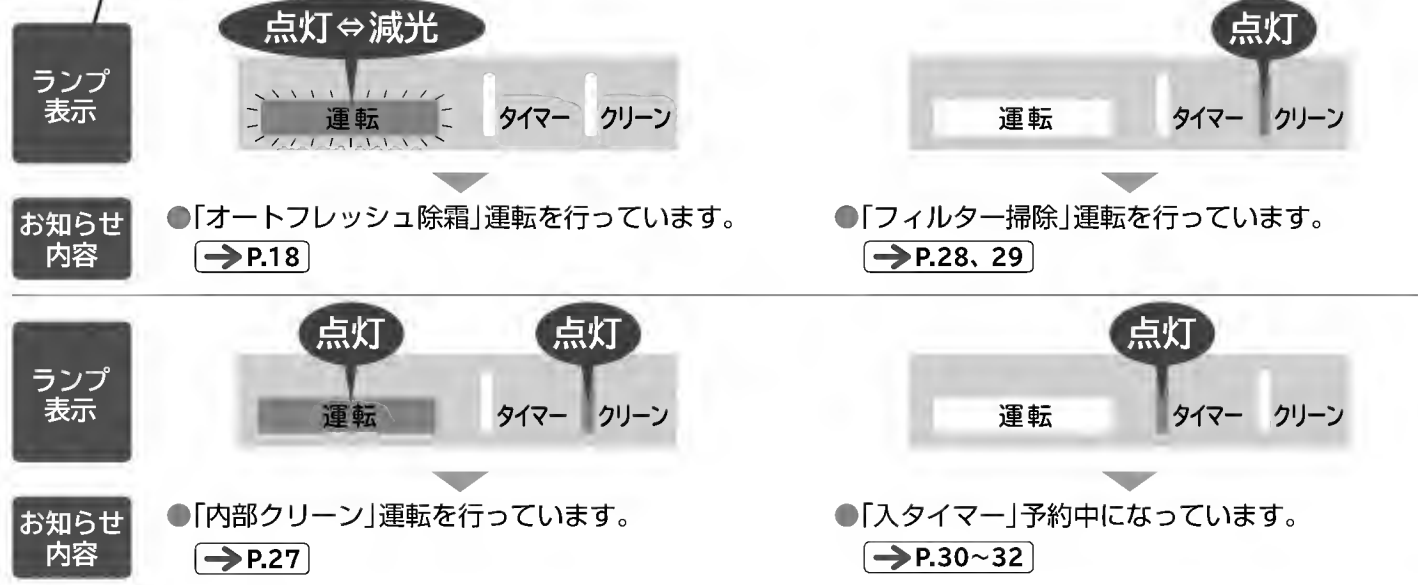 ランプ
表示
点灯⇔減光
運転 タイマー クリーン
点灯
運転 タイマー クリーン
お知らせ
内容
●「オートフレッシュ除霜」運転を行っています。
→P.18
●「フィルター掃除」運転を行っています。
→P.28、29
ランプ
表示
点灯 点灯
運転 タイマー クリーン
点灯
運転 タイマー クリーン
お知らせ
内容
●「内部クリーン」運転を行っています。
→P.27
●「入タイマー」予約中になっています。
→P.30~32